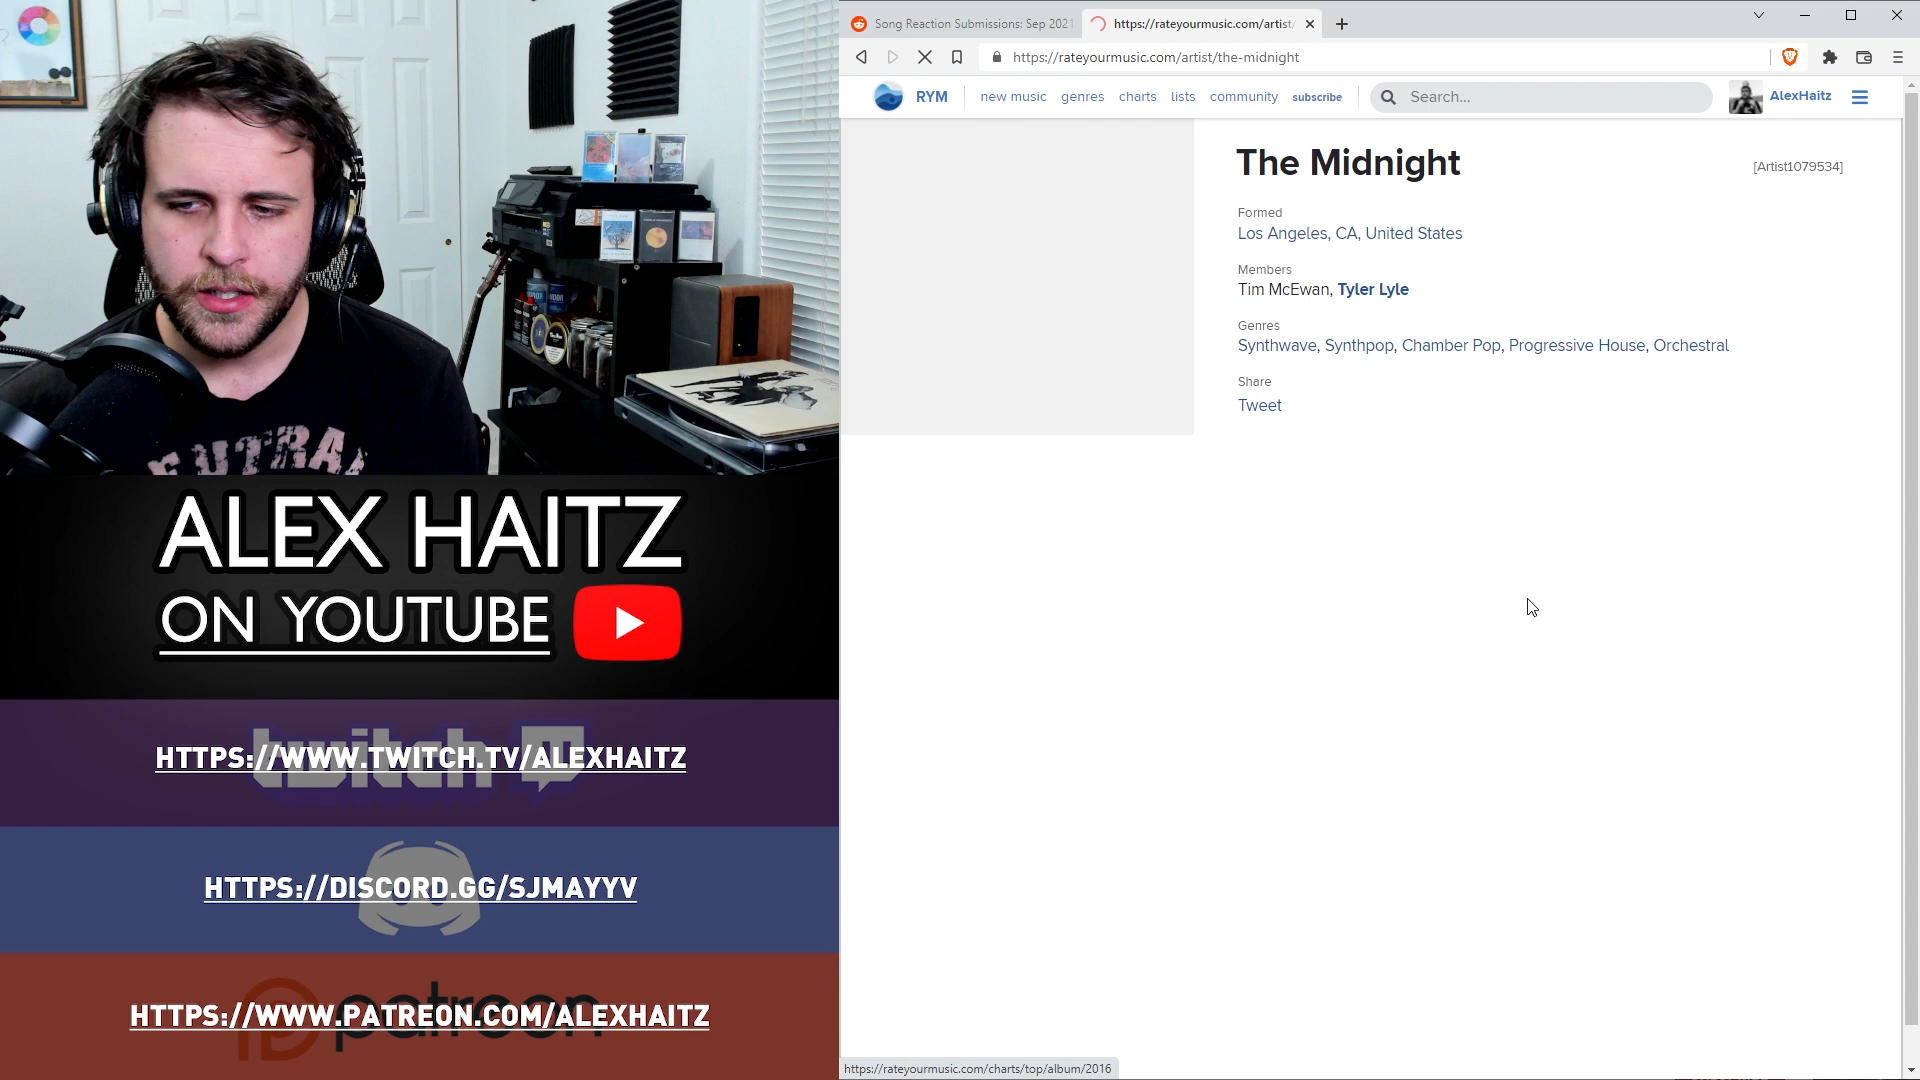 Song Reaction Submissions: Sep 2021
https://rateyourmusic.com/artist/
https://rateyourmusic.com/artist/the-midnight
RYM
new music
genres
charts
lists
community
subscribe
Search...
AlexHaitz
The Midnight
[Artist1079534]
Formed
Los Angeles, CA, United States
Members
Tim McEwan, Tyler Lyle
Genres
Synthwave, Synthpop, Chamber Pop, Progressive House, Orchestral
Share
Tweet
ALEX HAITZ
ON YOUTUBE
twitch
HTTPS://WWW.TWITCH.TV/ALEXHAITZ
HTTPS://DISCORD.GG/SJMAYYV
patreon
HTTPS://WWW.PATREON.COM/ALEXHAITZ
https://rateyourmusic.com/charts/top/album/2016